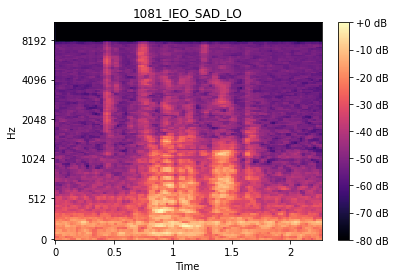 1081_IEO_SAD_LO
8192
4096
2048
1024
512
0
Hz
0
0.5
1
1.5
2
Time
+0 dB
-10 dB
-20 dB
-30 dB
-40 dB
-50 dB
-60 dB
-70 dB
-80 dB